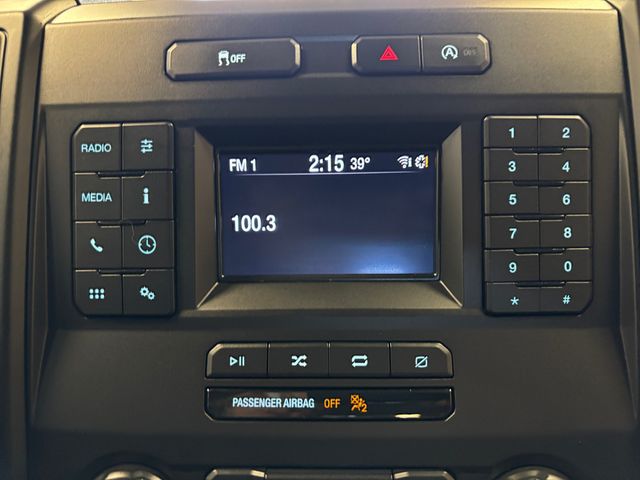 OFF
A OFF
RADIO
MEDIA
i
FM 1 2:15 39°
100.3
1 2
3 4
5 6
7 8
9 0
* #
PASSENGER AIRBAG OFF 2